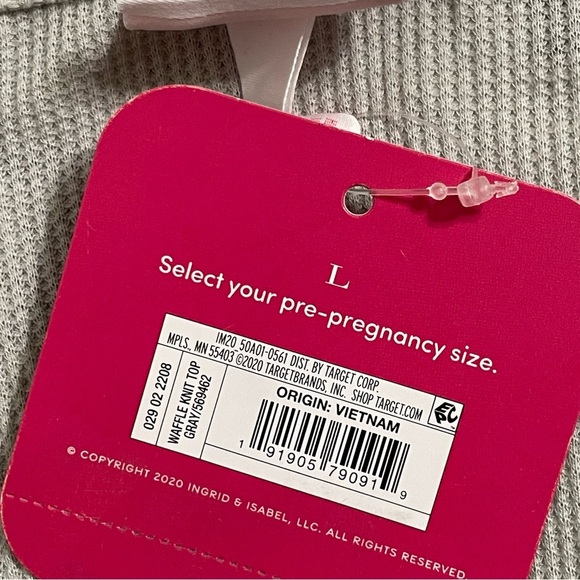 L
Select your pre-pregnancy size.
IM20 50A01-0561 DIST. BY TARGET CORP
MPLS. MN 55403 ©2020 TARGETBRANDS, INC. SHOP TARGET.COM
029 02 2208
WAFFLE KNIT TOP
GRAY/569462
ORIGIN: VIETNAM
1 91905 79091 9
© COPYRIGHT 2020 INGRID & ISABEL, LLC. ALL RIGHTS RESERVED